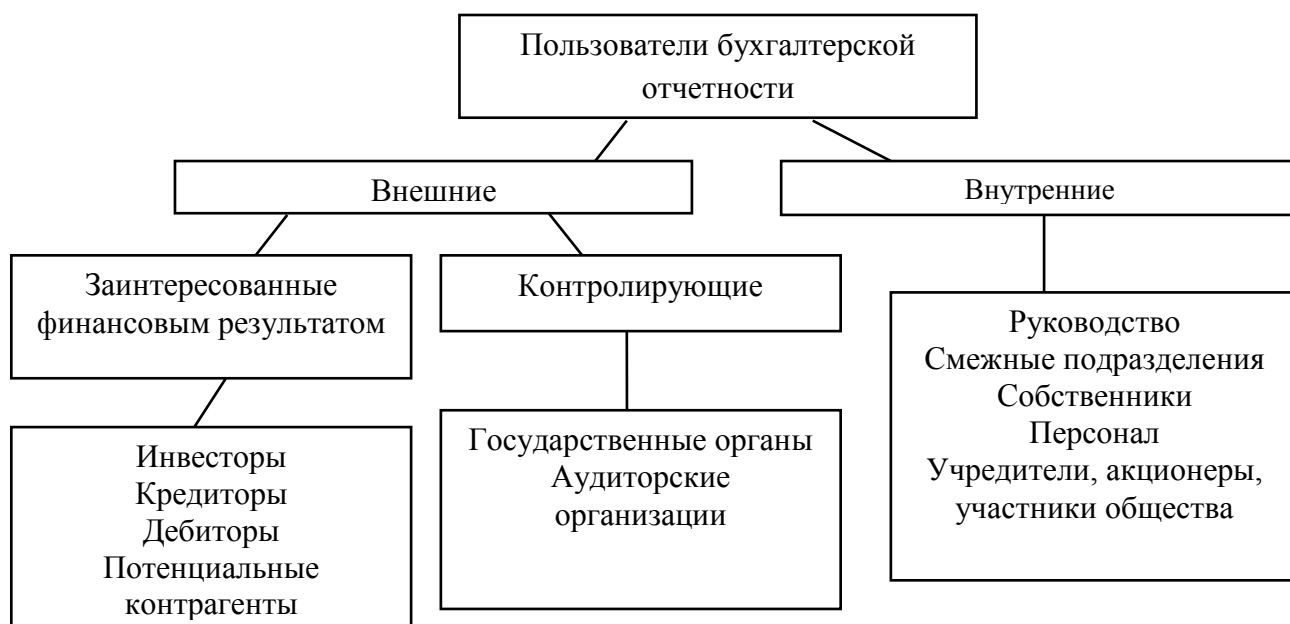 Пользователи бухгалтерской
отчетности
Внешние
Внутренние
Заинтересованные
финансовым результатом
Контролирующие
Руководство
Смежные подразделения
Собственники
Персонал
Учредители, акционеры,
участники общества
Инвесторы
Кредиторы
Дебиторы
Потенциальные
контрагенты
Государственные органы
Аудиторские
организации